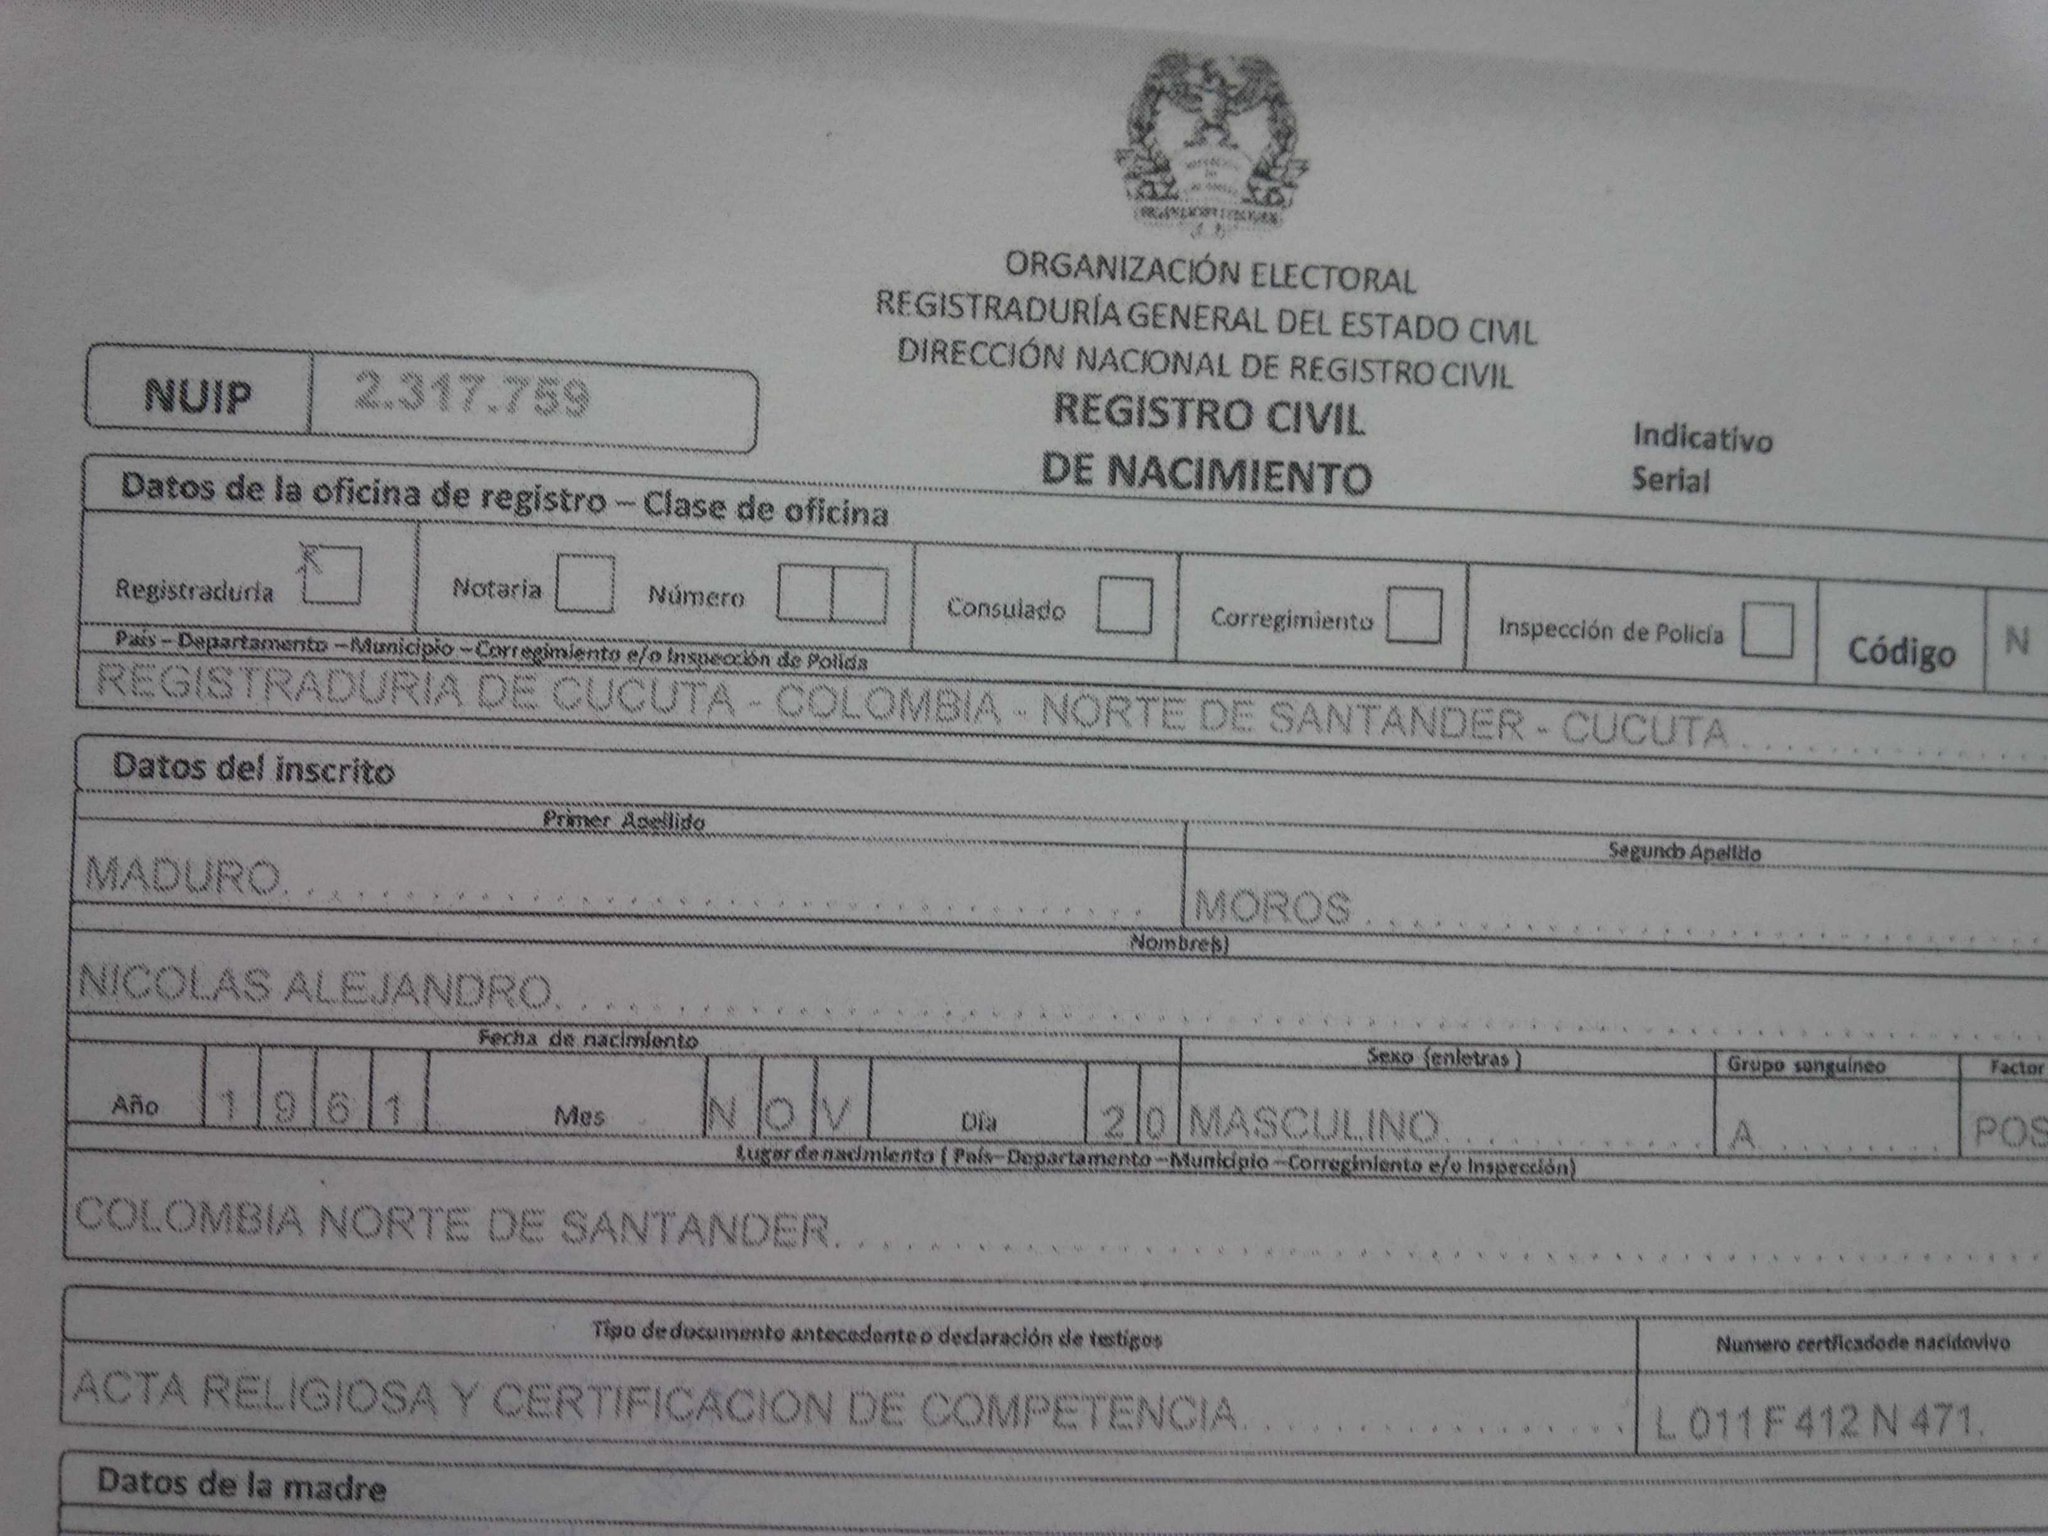 ORGANIZACIÓN ELECTORAL
REGISTRADURÍA GENERAL DEL ESTADO CIVIL
DIRECCIÓN NACIONAL DE REGISTRO CIVIL
REGISTRO CIVIL
DE NACIMIENTO
Indicativo
Serial
NUIP 2.317.759
Datos de la oficina de registro – Clase de oficina
Registraduría X Notaría Número Consulado Corregimiento Inspección de Policía Código N
País – Departamento – Municipio – Corregimiento e/o Inspección de Policía
REGISTRADURIA DE CUCUTA - COLOMBIA - NORTE DE SANTANDER - CUCUTA
Datos del inscrito
Primer Apellido Segundo Apellido
MADURO MOROS
Nombre(s)
NICOLAS ALEJANDRO
Fecha de nacimiento Sexo (en letras) Grupo sanguíneo Factor
Año 1961 Mes NOV Día 20 MASCULINO A POS
Lugar de nacimiento ( País – Departamento – Municipio – Corregimiento e/o Inspección)
COLOMBIA NORTE DE SANTANDER
Tipo de documento antecedente o declaración de testigos Numero certificado de nacido vivo
ACTA RELIGIOSA Y CERTIFICACION DE COMPETENCIA L 011 F 412 N 471.
Datos de la madre